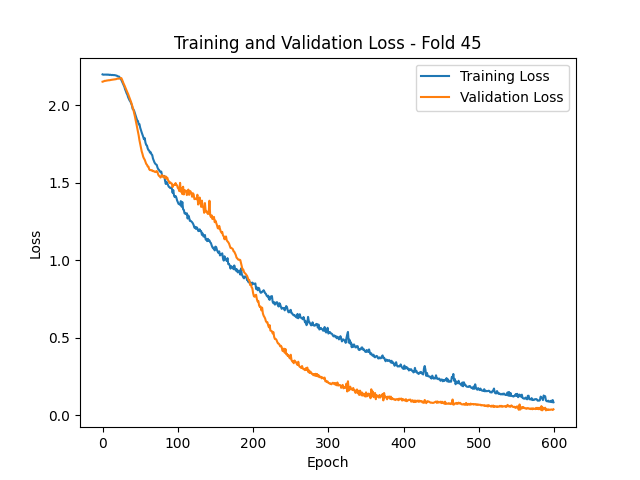 Training and Validation Loss - Fold 45
Training Loss
Validation Loss
Loss
2.0
1.5
1.0
0.5
0.0
0 100 200 300 400 500 600
Epoch